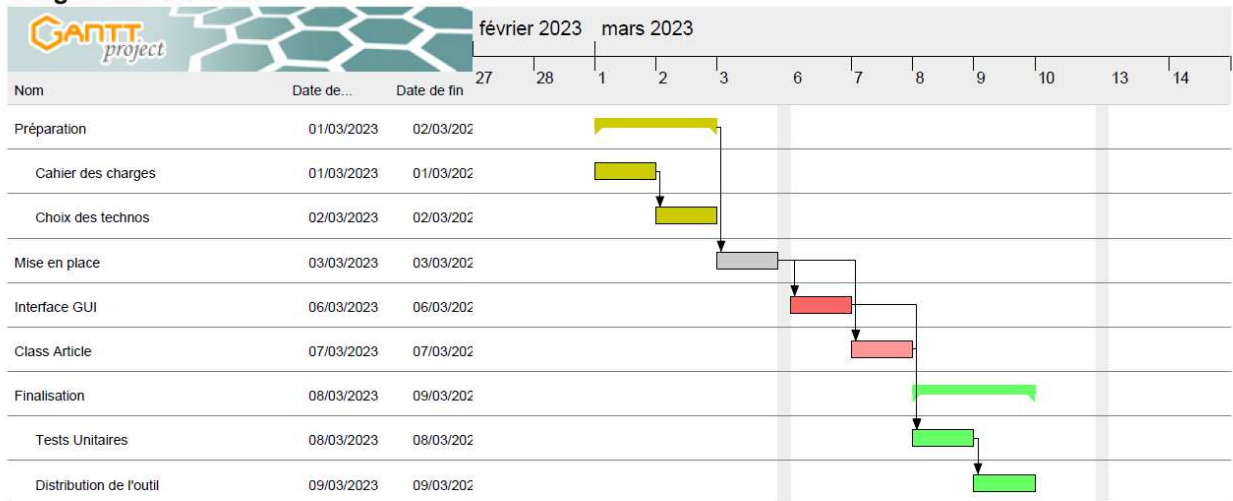 GANTT
project
février 2023 mars 2023
27 28 1 2 3 6 7 8 9 10 13 14
Nom Date de... Date de fin
Préparation 01/03/2023 02/03/202
Cahier des charges 01/03/2023 01/03/202
Choix des technos 02/03/2023 02/03/202
Mise en place 03/03/2023 03/03/202
Interface GUI 06/03/2023 06/03/202
Class Article 07/03/2023 07/03/202
Finalisation 08/03/2023 09/03/202
Tests Unitaires 08/03/2023 08/03/202
Distribution de l'outil 09/03/2023 09/03/202